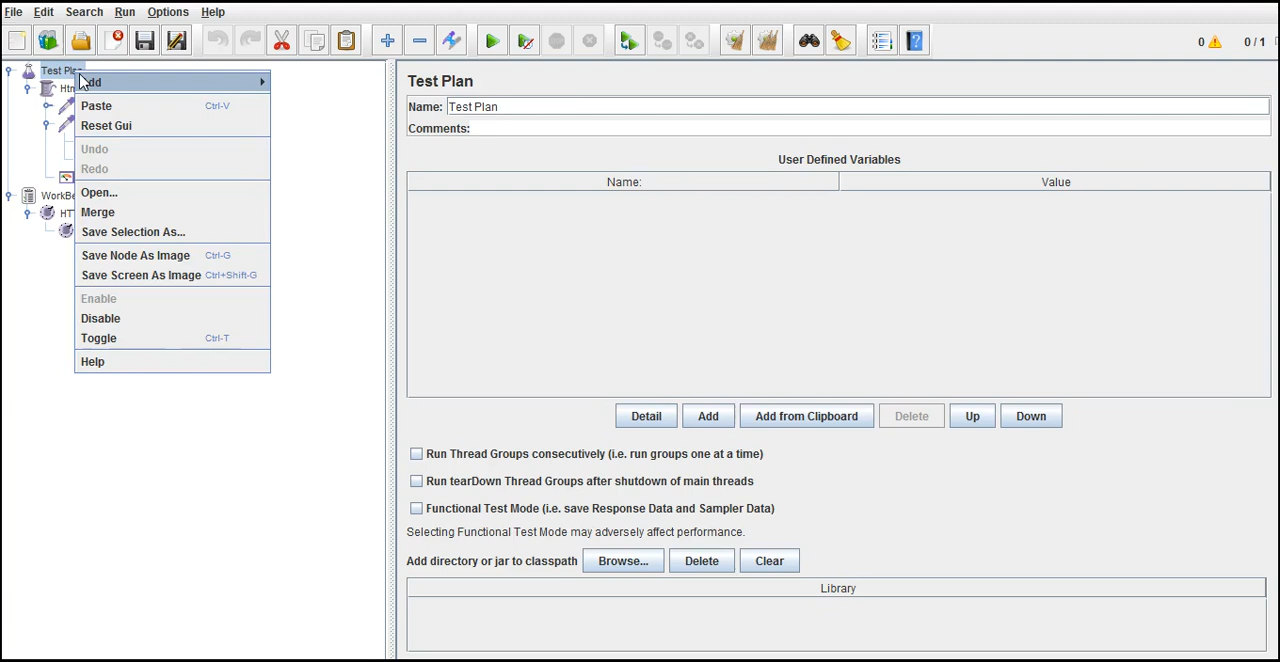 File Edit Search Run Options Help
0 0 / 1
Test
Add
Paste Ctrl-V
Reset Gui
Undo
Redo
Open...
Merge
Save Selection As...
Save Node As Image Ctrl-G
Save Screen As Image Ctrl+Shift-G
Enable
Disable
Toggle Ctrl-T
Help
Test Plan
Name: Test Plan
Comments:
User Defined Variables
Name: Value
Detail Add Add from Clipboard Delete Up Down
Run Thread Groups consecutively (i.e. run groups one at a time)
Run tearDown Thread Groups after shutdown of main threads
Functional Test Mode (i.e. save Response Data and Sampler Data)
Selecting Functional Test Mode may adversely affect performance.
Add directory or jar to classpath Browse... Delete Clear
Library